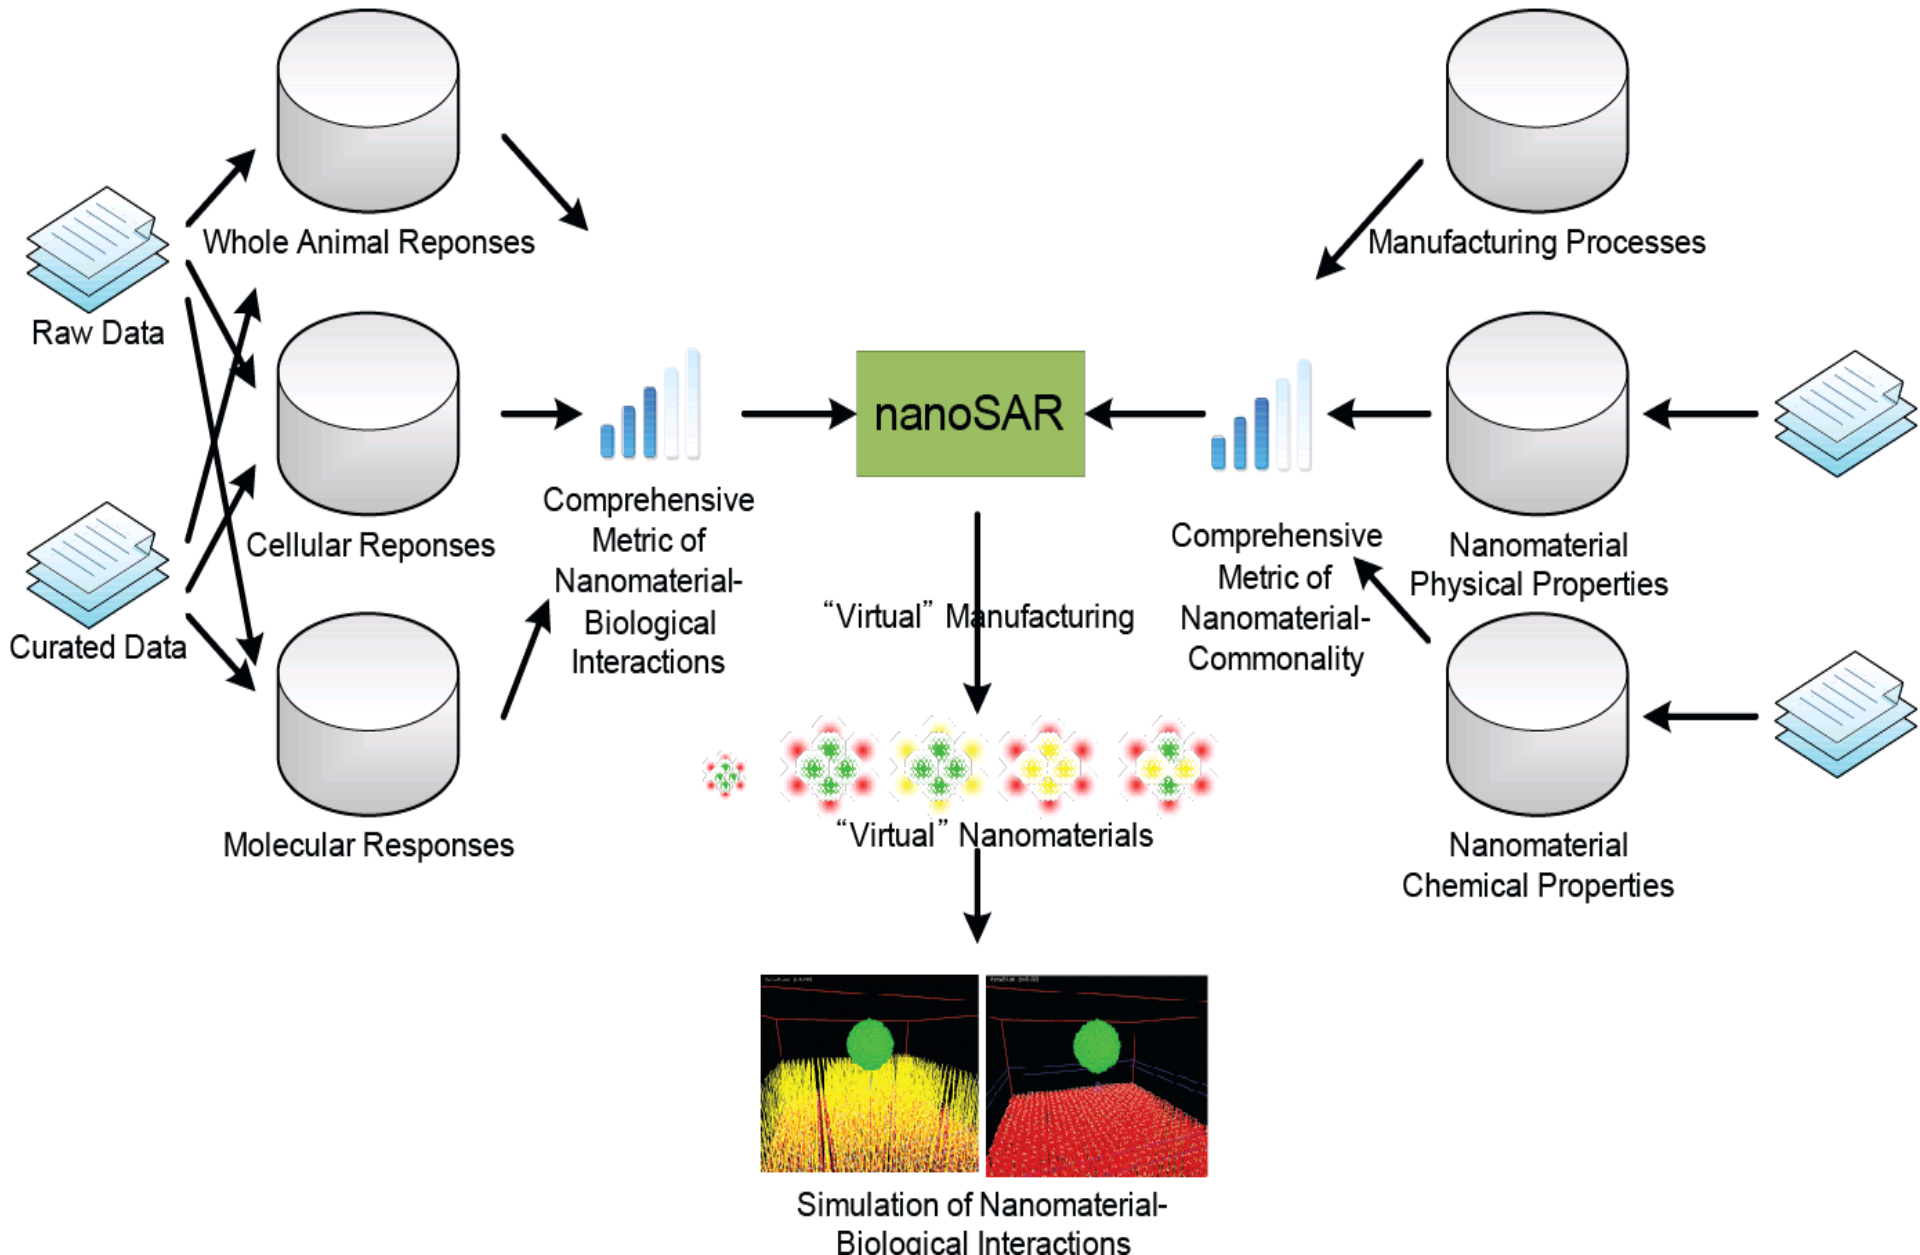 Whole Animal Reponses
Raw Data
Cellular Reponses
Curated Data
Molecular Responses
Comprehensive
Metric of
Nanomaterial-
Biological
Interactions
nanoSAR
“Virtual” Manufacturing
“Virtual” Nanomaterials
Simulation of Nanomaterial-
Biological Interactions
Comprehensive
Metric of
Nanomaterial-
Commonality
Manufacturing Processes
Nanomaterial
Physical Properties
Nanomaterial
Chemical Properties